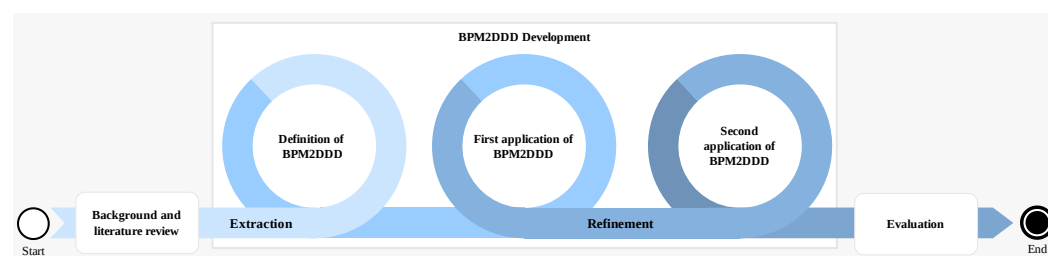 BPM2DDD Development
Definition of
BPM2DDD
First application of
BPM2DDD
Second
application of
BPM2DDD
Start
Background and
literature review
Extraction
Refinement
Evaluation
End